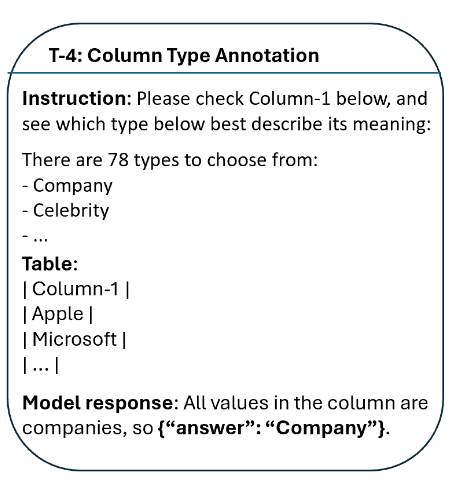 T-4: Column Type Annotation
Instruction: Please check Column-1 below, and
see which type below best describe its meaning:
There are 78 types to choose from:
- Company
- Celebrity
- ...
Table:
| Column-1 |
| Apple |
| Microsoft |
| ... |
Model response: All values in the column are
companies, so {“answer”: “Company”}.